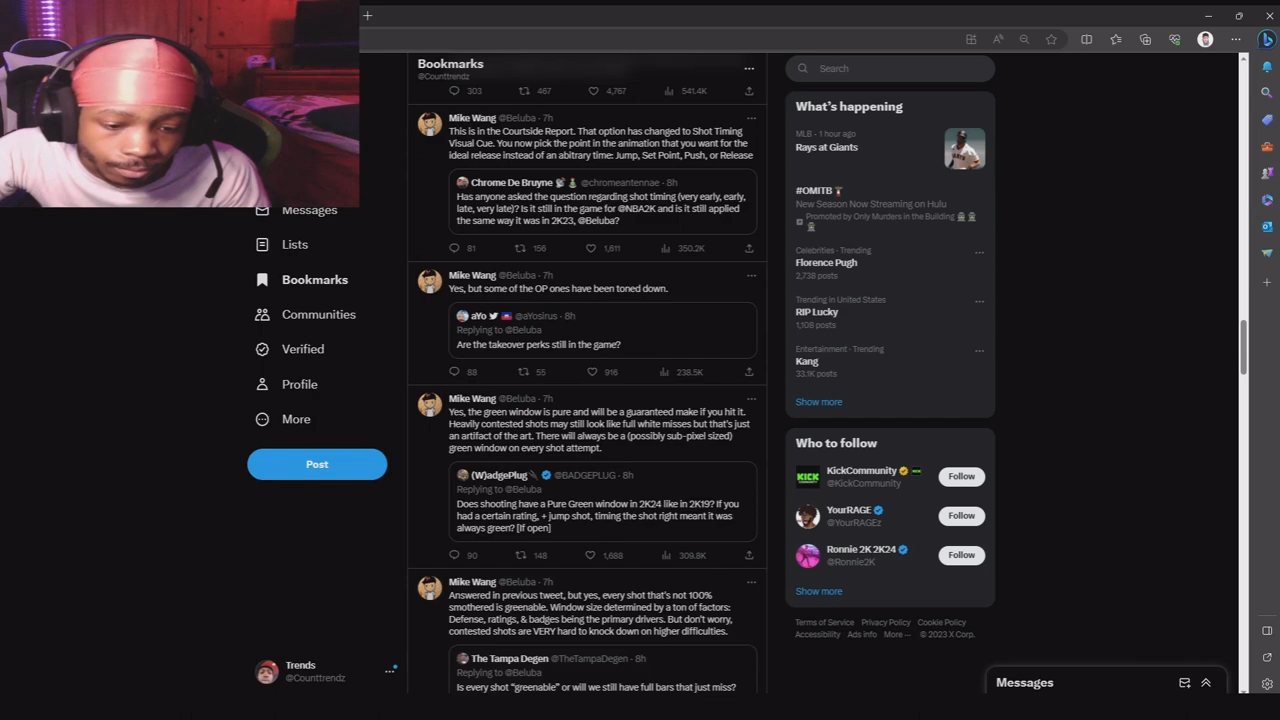 Bookmarks
@Counttrendz
303 467 4,767 541.4K
Mike Wang @Beluba · 7h
This is in the Courtside Report. That option has changed to Shot Timing
Visual Cue. You now pick the point in the animation that you want for the
ideal release instead of an abitrary time: Jump, Set Point, Push, or Release
Chrome De Bruyne @chromeantennae · 8h
Has anyone asked the question regarding shot timing (very early, early,
late, very late)? Is it still in the game for @NBA2K and is it still applied
the same way it was in 2K23, @Beluba?
81 156 1,611 350.2K
Mike Wang @Beluba · 7h
Yes, but some of the OP ones have been toned down.
aYo @aYosirus · 8h
Replying to @Beluba
Are the takeover perks still in the game?
88 55 916 238.5K
Mike Wang @Beluba · 7h
Yes, the green window is pure and will be a guaranteed make if you hit it.
Heavily contested shots may still look like full white misses but that's just
an artifact of the art. There will always be a (possibly sub-pixel sized)
green window on every shot attempt.
(W)adgePlug @BADGEPLUG · 8h
Replying to @Beluba
Does shooting have a Pure Green window in 2K24 like in 2K19? If you
had a certain rating, + jump shot, timing the shot right meant it was
always green? [If open]
90 148 1,688 309.8K
Mike Wang @Beluba · 7h
Answered in previous tweet, but yes, every shot that's not 100%
smothered is greenable. Window size determined by a ton of factors:
Defense, ratings, & badges being the primary drivers. But don't worry,
contested shots are VERY hard to knock down on higher difficulties.
The Tampa Degen @TheTampaDegen · 8h
Replying to @Beluba
Is every shot "greenable" or will we still have full bars that just miss?
Messages
Lists
Bookmarks
Communities
Verified
Profile
More
Post
Trends
@Counttrendz
Search
What's happening
MLB · 1 hour ago
Rays at Giants
#OMITB
New Season Now Streaming on Hulu
Promoted by Only Murders in the Building
Celebrities · Trending
Florence Pugh
2,738 posts
Trending in United States
RIP Lucky
1,108 posts
Entertainment · Trending
Kang
33.1K posts
Show more
Who to follow
KickCommunity
@KickCommunity
Follow
YourRAGE
@YourRAGEz
Follow
Ronnie 2K 2K24
@Ronnie2K
Follow
Show more
Terms of Service Privacy Policy Cookie Policy
Accessibility Ads info More ··· © 2023 X Corp.
Messages